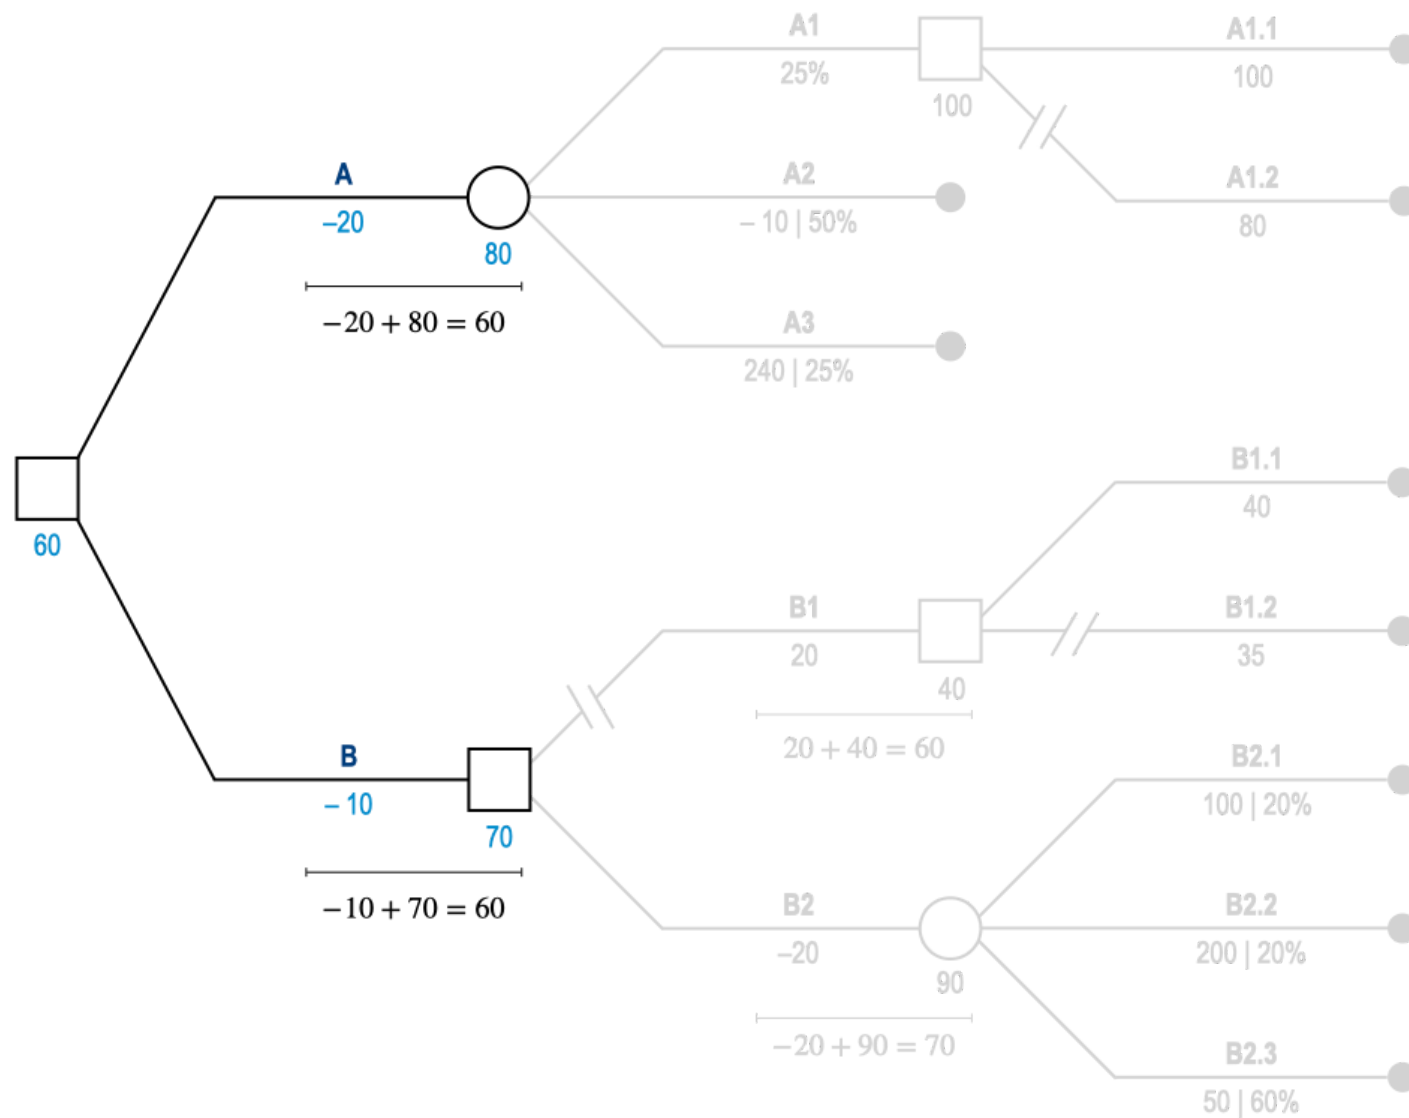 A1
25%
100
A1.1
100
A1.2
80
A
–20
80
−20 + 80 = 60
A2
– 10 | 50%
A3
240 | 25%
60
B
– 10
70
−10 + 70 = 60
B1
20
40
20 + 40 = 60
B1.1
40
B1.2
35
B2
–20
90
−20 + 90 = 70
B2.1
100 | 20%
B2.2
200 | 20%
B2.3
50 | 60%